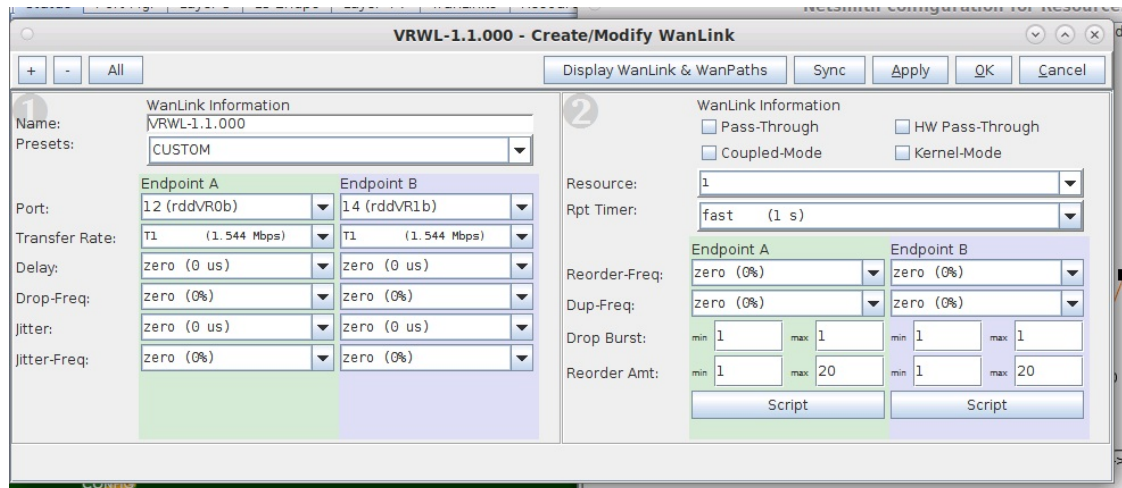 Netsmith Configuration for Resource
VRWL-1.1.000 - Create/Modify WanLink
+ - All Display WanLink & WanPaths Sync Apply OK Cancel
1
WanLink Information
Name: VRWL-1.1.000
Presets: CUSTOM
Endpoint A Endpoint B
Port: 12 (rddVR0b) 14 (rddVR1b)
Transfer Rate: T1 (1.544 Mbps) T1 (1.544 Mbps)
Delay: zero (0 us) zero (0 us)
Drop-Freq: zero (0%) zero (0%)
Jitter: zero (0 us) zero (0 us)
Jitter-Freq: zero (0%) zero (0%)
2
WanLink Information
Pass-Through HW Pass-Through
Coupled-Mode Kernel-Mode
Resource: 1
Rpt Timer: fast (1 s)
Endpoint A Endpoint B
Reorder-Freq: zero (0%) zero (0%)
Dup-Freq: zero (0%) zero (0%)
Drop Burst: min 1 max 1 min 1 max 1
Reorder Amt: min 1 max 20 min 1 max 20
Script Script